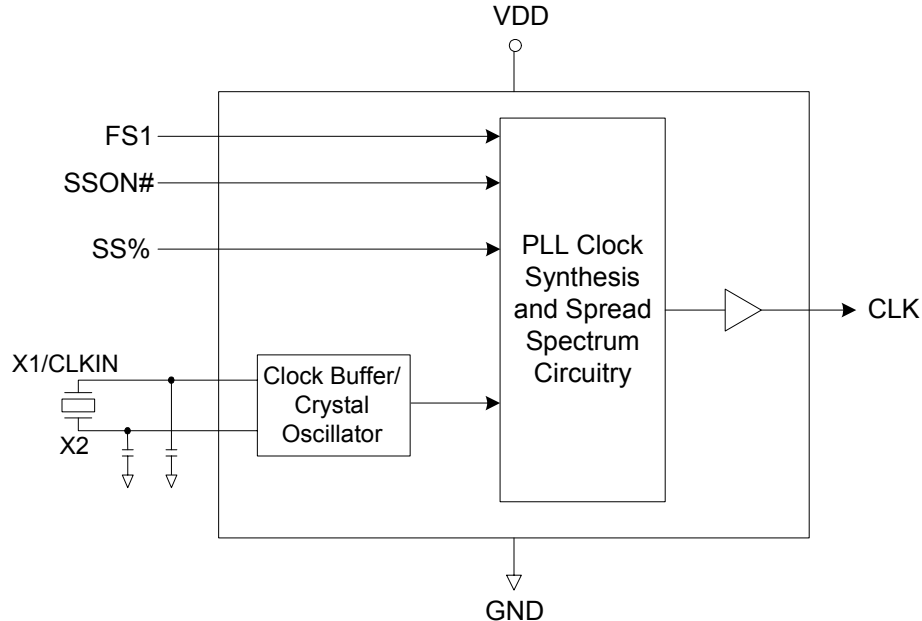 VDD
FS1
SSON#
SS%
PLL Clock
Synthesis
and Spread
Spectrum
Circuitry
CLK
X1/CLKIN
X2
Clock Buffer/
Crystal
Oscillator
GND